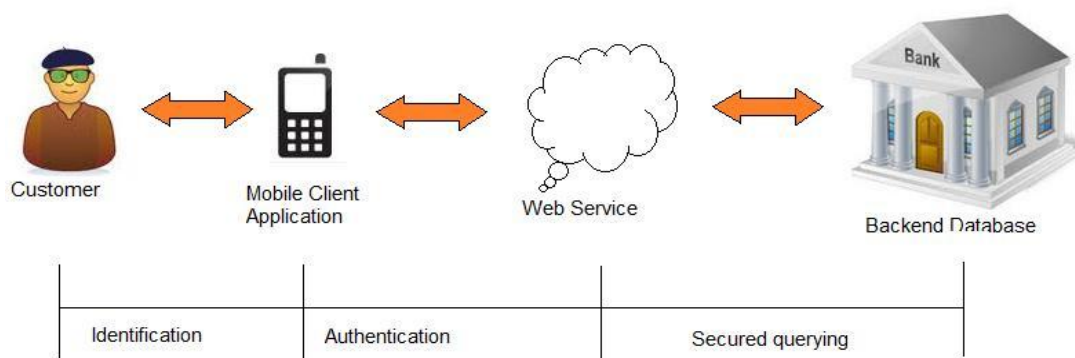 Bank
Customer
Mobile Client
Application
Web Service
Backend Database
Identification
Authentication
Secured querying